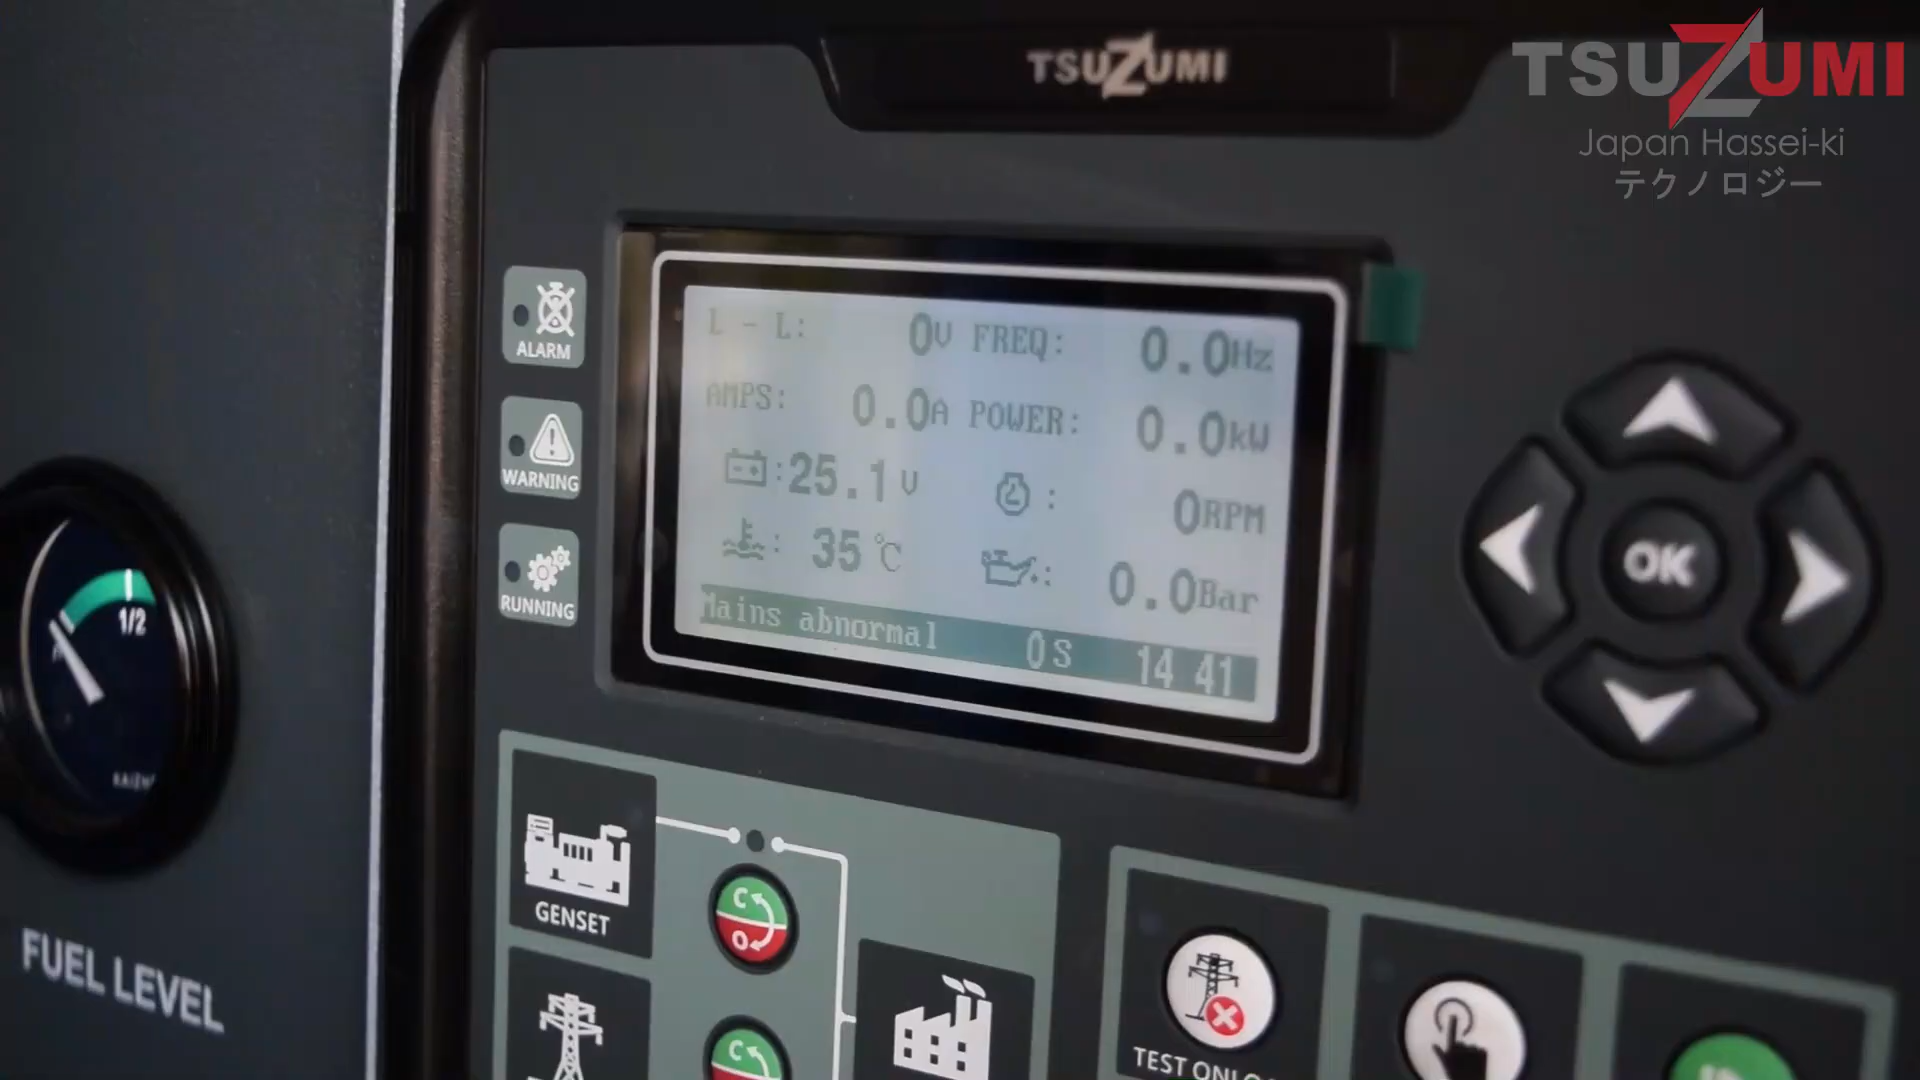 TSUZUMI
TSUZUMI
Japan Hassei-ki
テクノロジー
L - L: 0V FREQ: 0.0Hz
AMPS: 0.0A POWER: 0.0kW
:25.1V : 0RPM
: 35℃ : 0.0Bar
Mains abnormal 0S 14 41
ALARM
WARNING
RUNNING
OK
1/2
FUEL LEVEL
GENSET
C
O
C
TEST